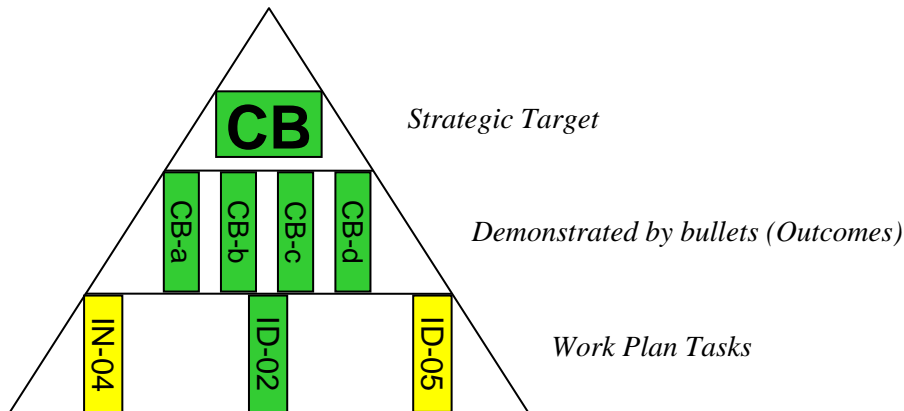 CB
Strategic Target
CB-a
CB-b
CB-c
CB-d
Demonstrated by bullets (Outcomes)
IN-04
ID-02
ID-05
Work Plan Tasks